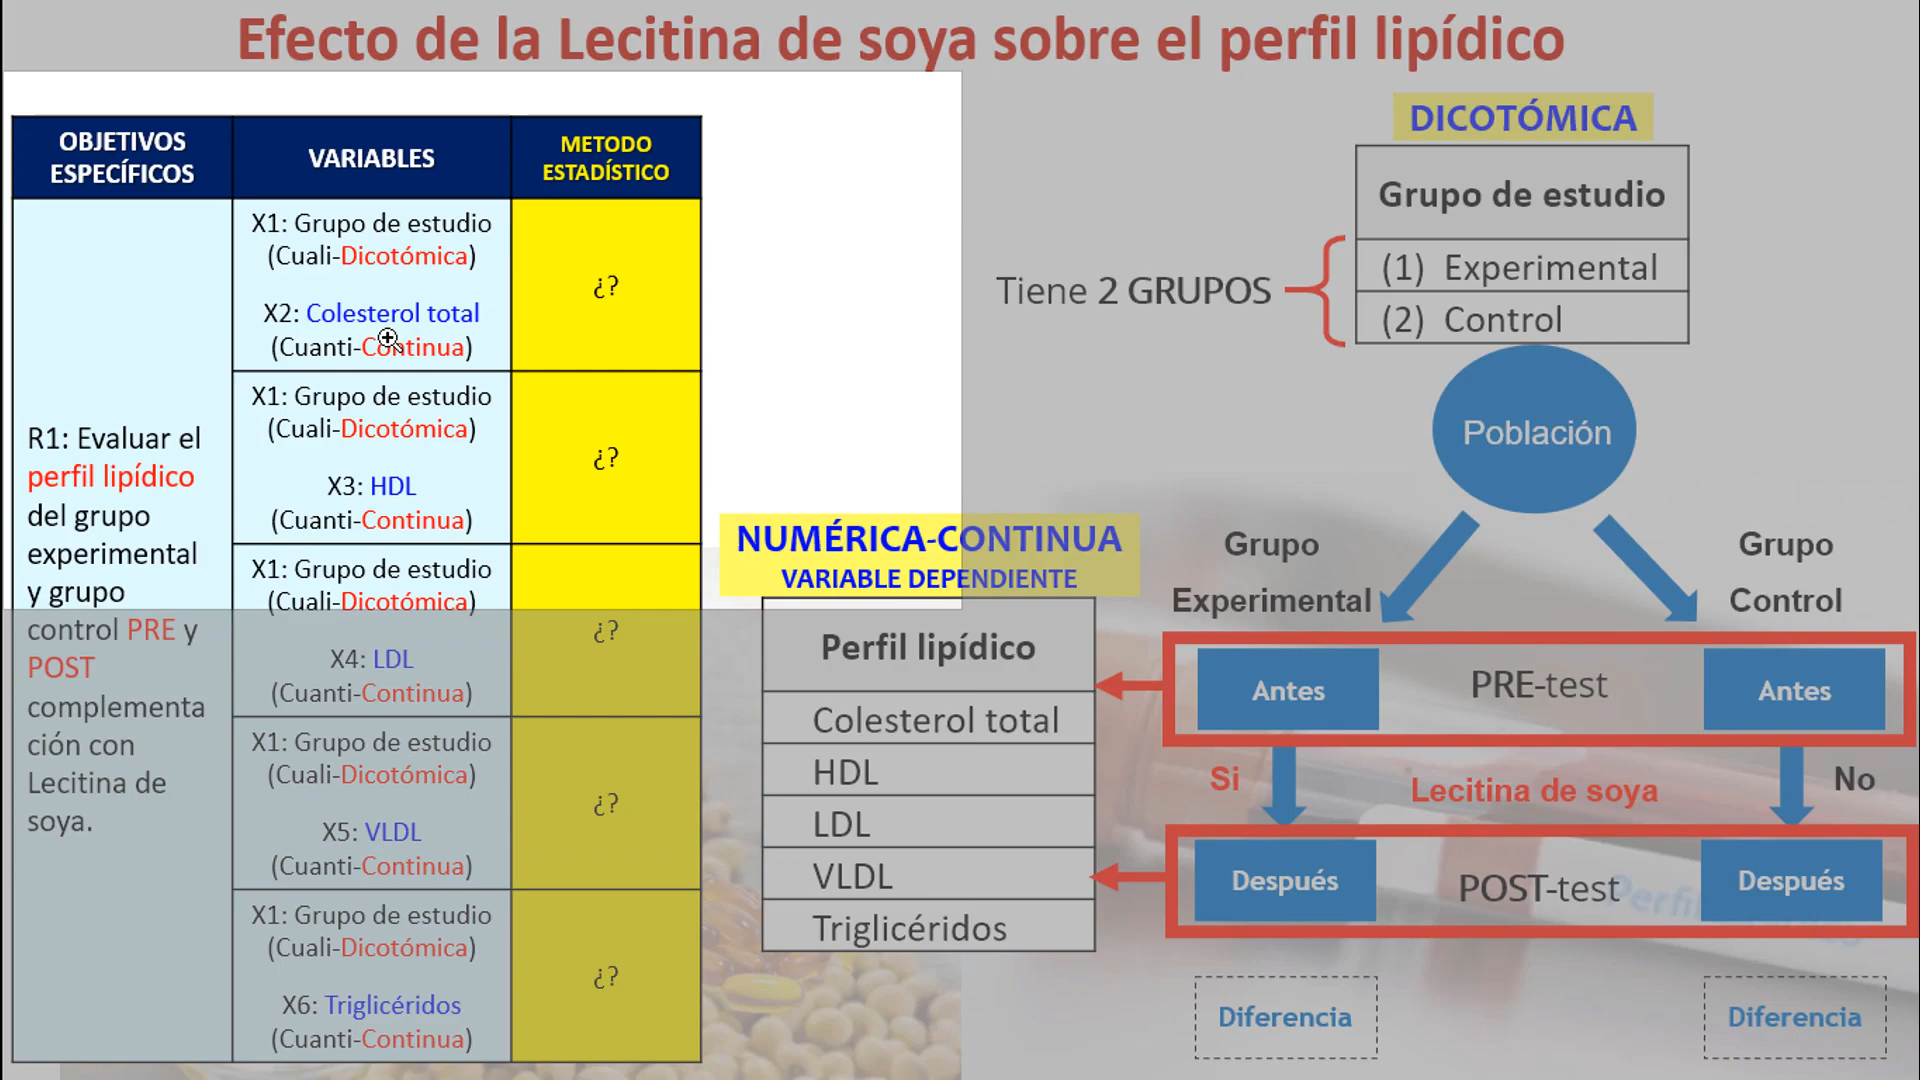 Efecto de la Lecitina de soya sobre el perfil lipídico
OBJETIVOS
ESPECÍFICOS
VARIABLES
METODO
ESTADÍSTICO
R1: Evaluar el
perfil lipídico
del grupo
experimental
y grupo
control PRE y
POST
complementa
ción con
Lecitina de
soya.
X1: Grupo de estudio
(Cuali-Dicotómica)
X2: Colesterol total
(Cuanti-Continua)
¿?
X1: Grupo de estudio
(Cuali-Dicotómica)
X3: HDL
(Cuanti-Continua)
¿?
X1: Grupo de estudio
(Cuali-Dicotómica)
X4: LDL
(Cuanti-Continua)
¿?
X1: Grupo de estudio
(Cuali-Dicotómica)
X5: VLDL
(Cuanti-Continua)
¿?
X1: Grupo de estudio
(Cuali-Dicotómica)
X6: Triglicéridos
(Cuanti-Continua)
¿?
NUMÉRICA-CONTINUA
VARIABLE DEPENDIENTE
Perfil lipídico
Colesterol total
HDL
LDL
VLDL
Triglicéridos
DICOTÓMICA
Grupo de estudio
(1) Experimental
(2) Control
Tiene 2 GRUPOS
Población
Grupo
Experimental
Grupo
Control
Antes
PRE-test
Antes
Si
Lecitina de soya
No
Después
POST-test
Después
Diferencia
Diferencia